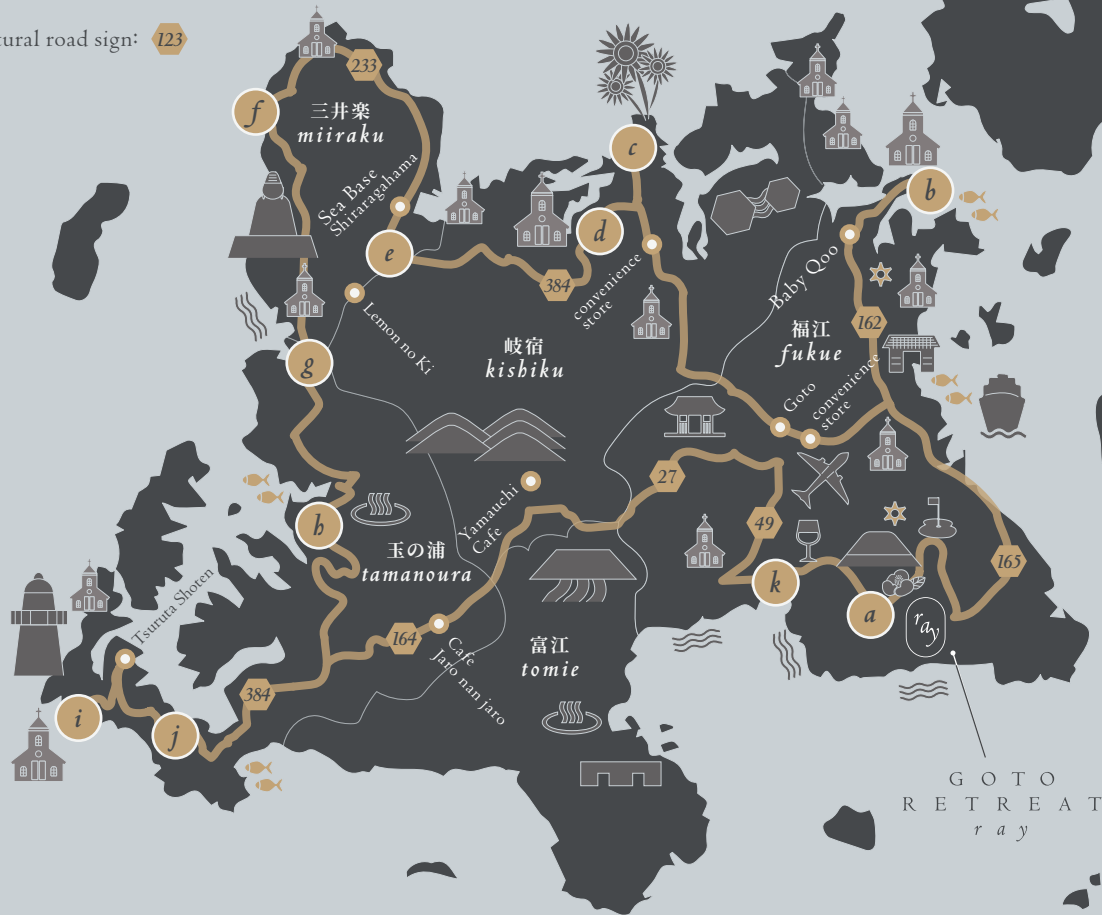 tural road sign: 123
233
f
三井楽
miiraku
Sea Base
Shiraragahama
c
b
d
e
384
convenience
store
Baby Qoo
162
Lemon no Ki
岐宿
kishiku
福江
fukue
g
Goto
convenience
store
27
Yamauchi
Cafe
49
h
玉の浦
tamanoura
165
k
a
ray
Tsuruta Shoten
164
Cafe
Jaro nan jaro
富江
tomie
384
i
j
GOTO
RETREAT
ray